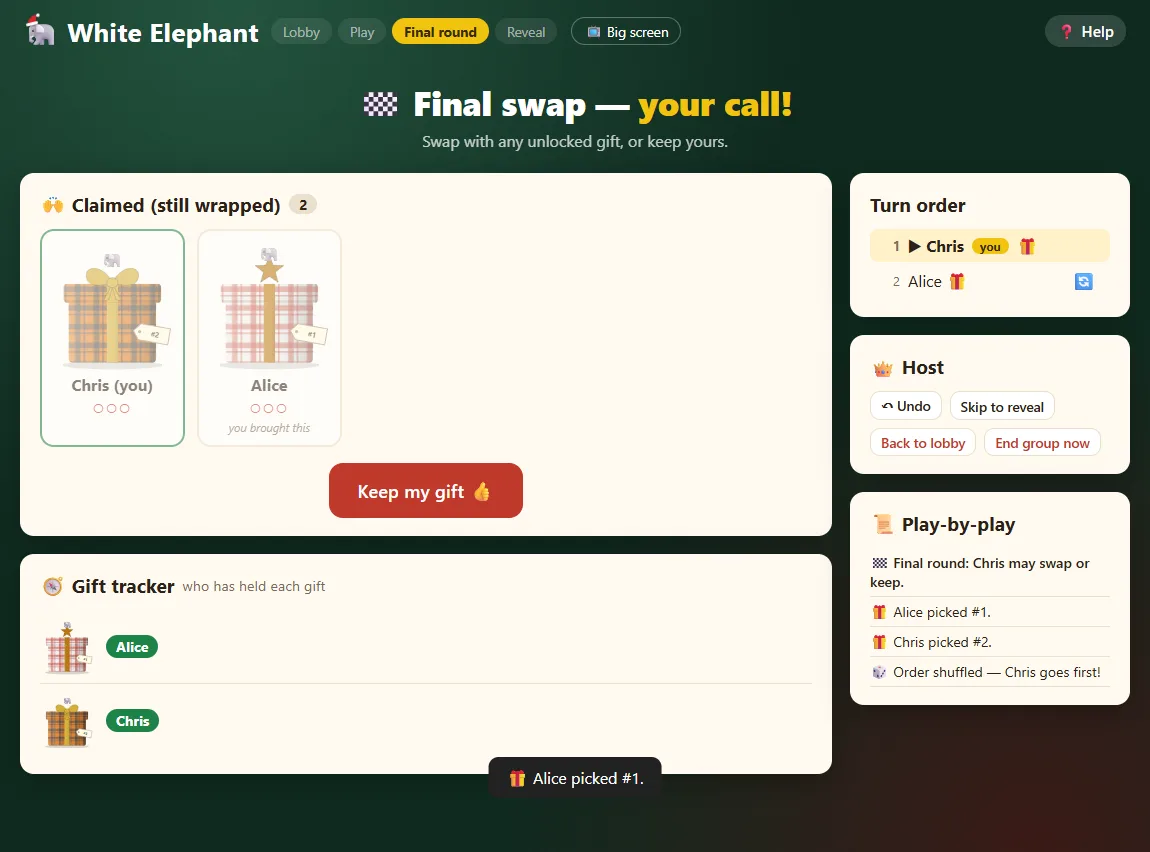 White Elephant
Lobby
Play
Final round
Reveal
Big screen
Help
Final swap — your call!
Swap with any unlocked gift, or keep yours.
Claimed (still wrapped) 2
#2
Chris (you)
#1
Alice
you brought this
Keep my gift
Gift tracker who has held each gift
Alice
Chris
Alice picked #1.
Turn order
1 Chris you
2 Alice
Host
Undo
Skip to reveal
Back to lobby
End group now
Play-by-play
Final round: Chris may swap or
keep.
Alice picked #1.
Chris picked #2.
Order shuffled — Chris goes first!